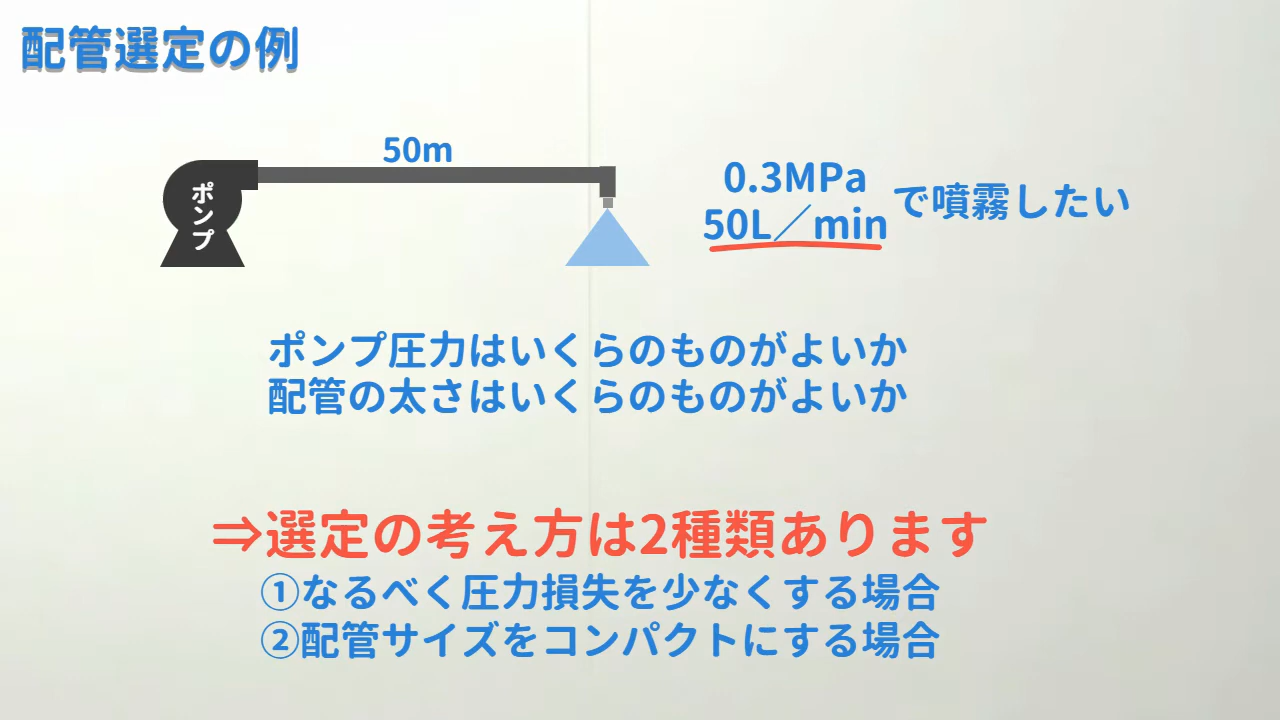 配管選定の例
50m
ポンプ
0.3MPa
50L／min
で噴霧したい
ポンプ圧力はいくらのものがよいか
配管の太さはいくらのものがよいか
⇒選定の考え方は2種類あります
①なるべく圧力損失を少なくする場合
②配管サイズをコンパクトにする場合